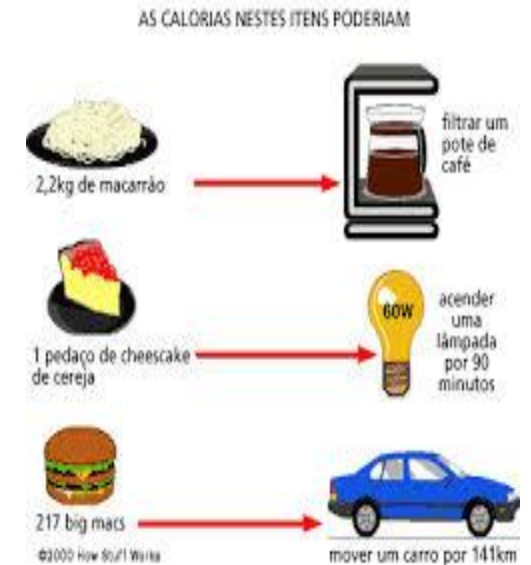 AS CALORIAS NESTES ITENS PODERIAM
2,2kg de macarrão
filtrar um
pote de
café
1 pedaço de cheescake
de cereja
60W
acender
uma
lâmpada
por 90
minutos
217 big macs
mover um carro por 141km
©2000 How Stuff Works